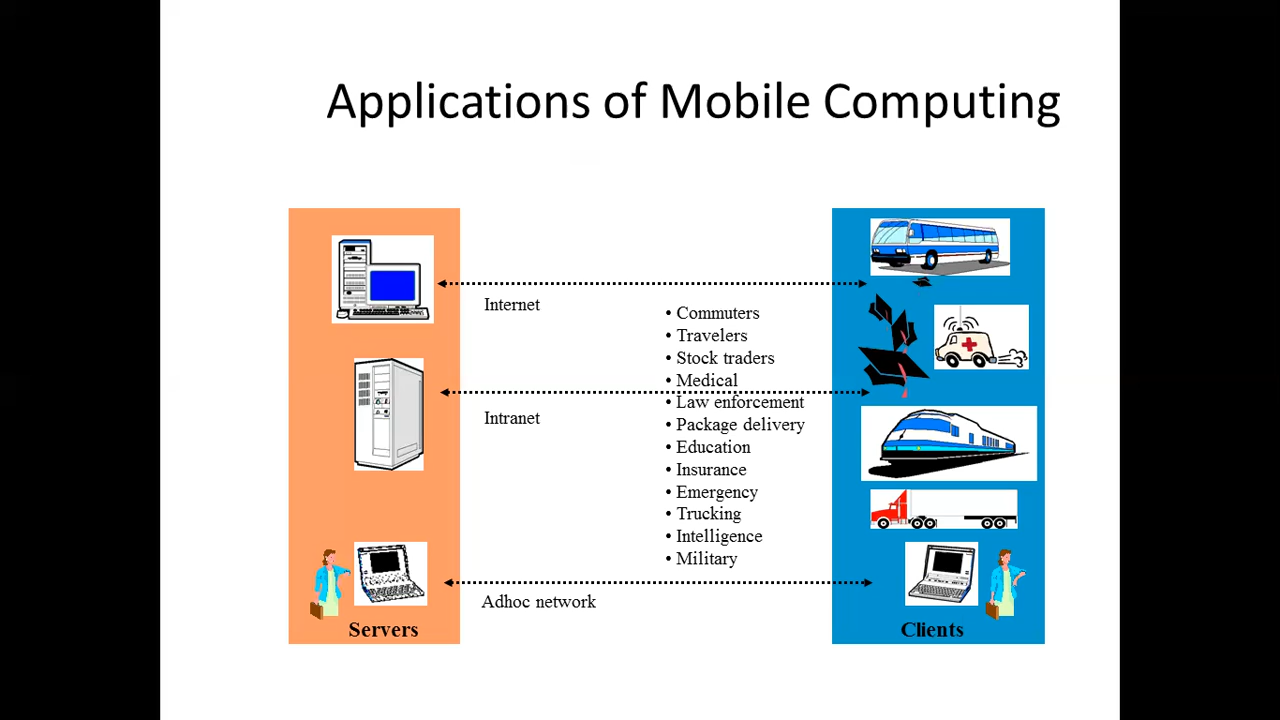 Applications of Mobile Computing
Internet
• Commuters
• Travelers
• Stock traders
• Medical
• Law enforcement
Intranet
• Package delivery
• Education
• Insurance
• Emergency
• Trucking
• Intelligence
• Military
Adhoc network
Servers
Clients